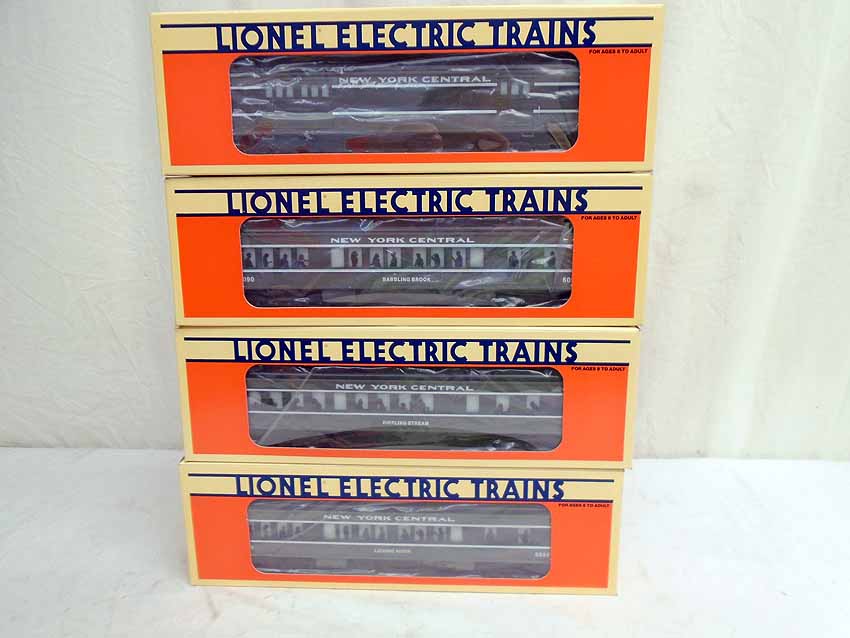 LIONEL ELECTRIC TRAINS
FOR AGES 8 TO ADULT
NEW YORK CENTRAL
LIONEL ELECTRIC TRAINS
FOR AGES 8 TO ADULT
NEW YORK CENTRAL
090 BABBLING BROOK 60
LIONEL ELECTRIC TRAINS
FOR AGES 8 TO ADULT
NEW YORK CENTRAL
RIPPLING STREAM
LIONEL ELECTRIC TRAINS
FOR AGES 8 TO ADULT
NEW YORK CENTRAL